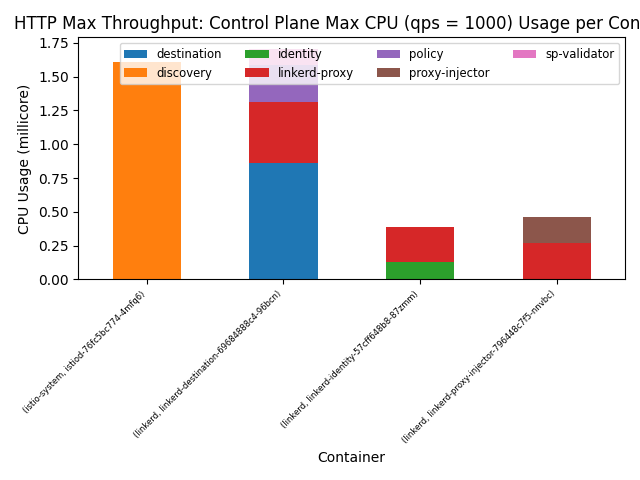 HTTP Max Throughput: Control Plane Max CPU (qps = 1000) Usage per Con
destination
identity
policy
sp-validator
discovery
linkerd-proxy
proxy-injector
CPU Usage (millicore)
1.75
1.50
1.25
1.00
0.75
0.50
0.25
0.00
(istio-system, istiod-76fc5bc774-4mfq6)
(linkerd, linkerd-destination-69684888c4-96bcn)
(linkerd, linkerd-identity-57cff648b8-87zmm)
(linkerd, linkerd-proxy-injector-796448c7f5-nnvbc)
Container